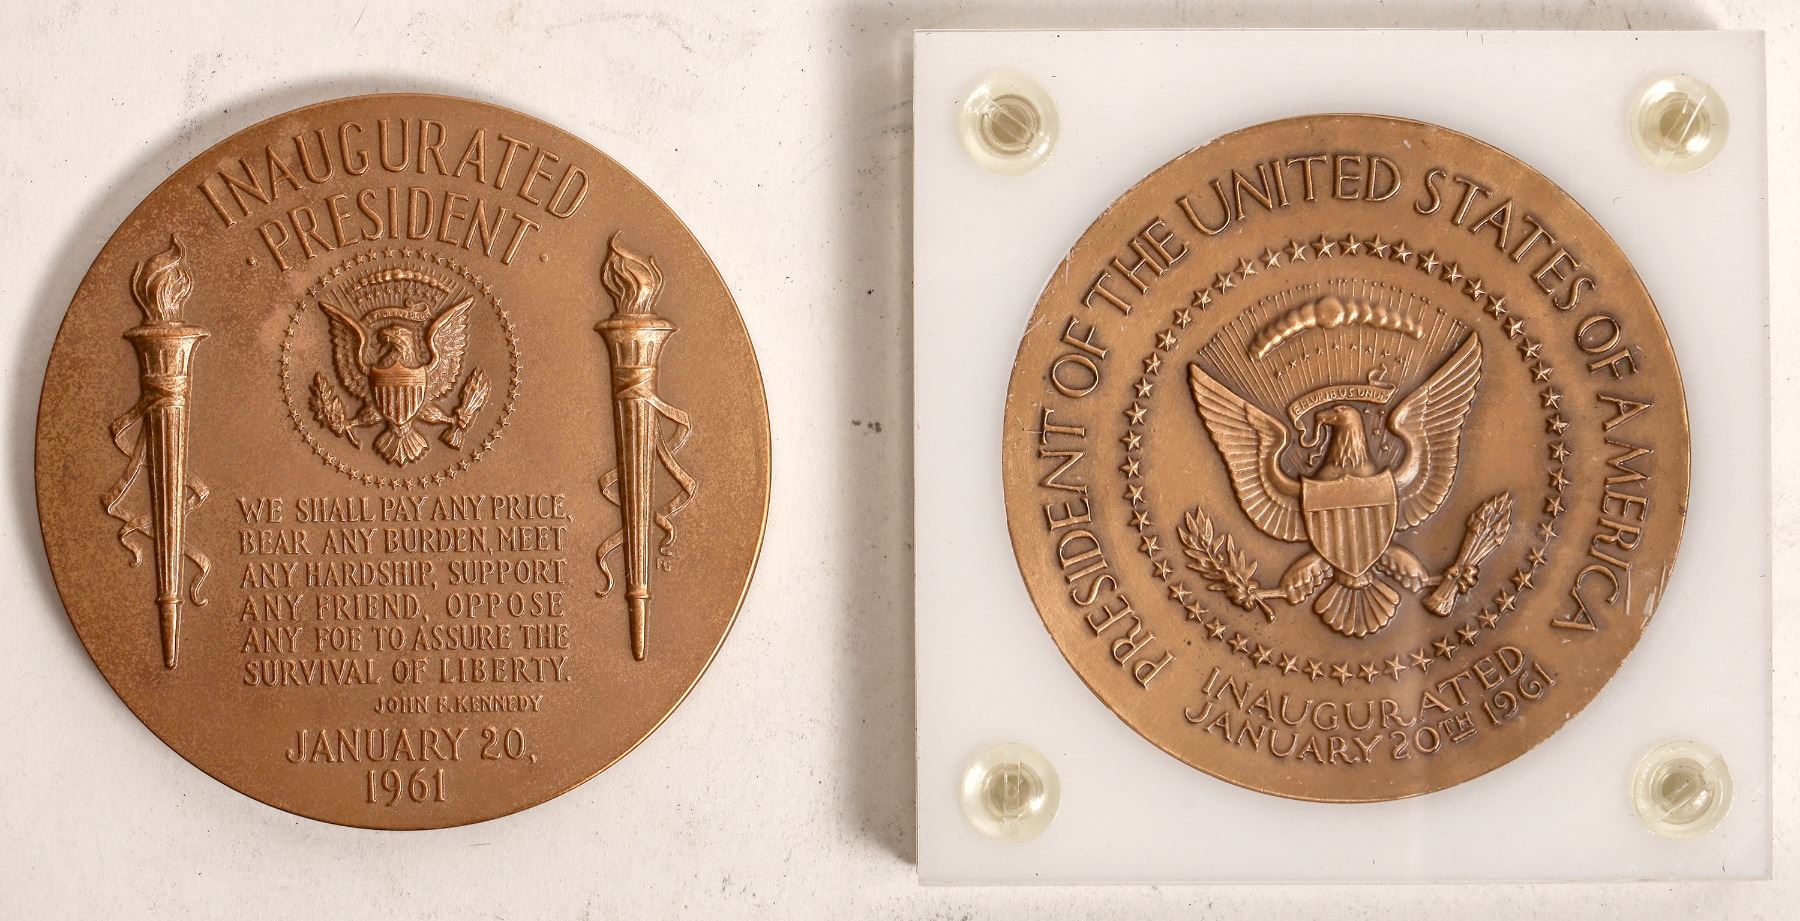 INAUGURATED
· PRESIDENT ·
WE SHALL PAY ANY PRICE,
BEAR ANY BURDEN, MEET
ANY HARDSHIP, SUPPORT
ANY FRIEND, OPPOSE
ANY FOE TO ASSURE THE
SURVIVAL OF LIBERTY.
JOHN F. KENNEDY
JANUARY 20,
1961
PRESIDENT OF THE UNITED STATES OF AMERICA
E PLURIBUS UNUM
INAUGURATED
JANUARY 20TH 1961